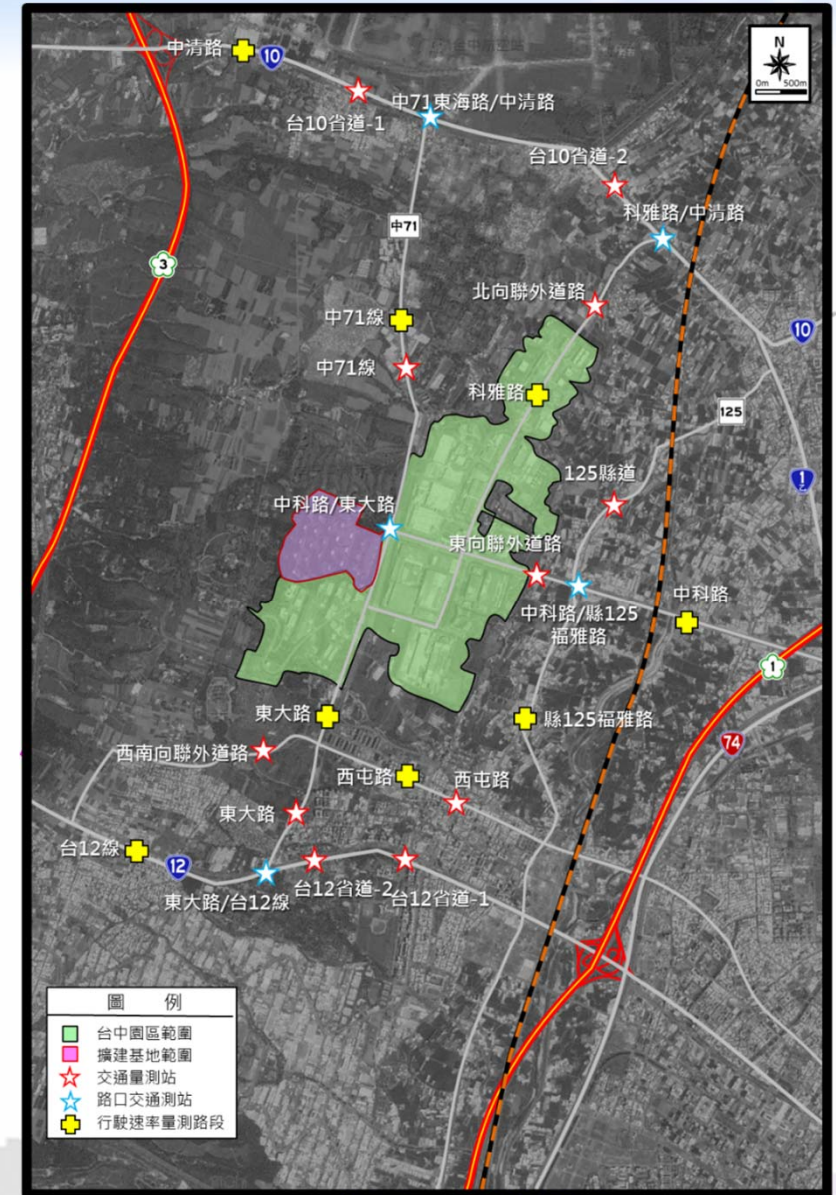 中清路
10
N
0m 500m
台10省道-1
中71東海路/中清路
台10省道-2
科雅路/中清路
中71
3
北向聯外道路
中71線
10
中71線
科雅路
125
125縣道
1
乙
中科路/東大路
東向聯外道路
中科路
中科路/縣125
福雅路
1
東大路
縣125福雅路
74
西南向聯外道路
西屯路
西屯路
東大路
台12線
12
台12省道-2
台12省道-1
東大路/台12線
圖 例
台中園區範圍
擴建基地範圍
交通量測站
路口交通測站
行駛速率量測路段